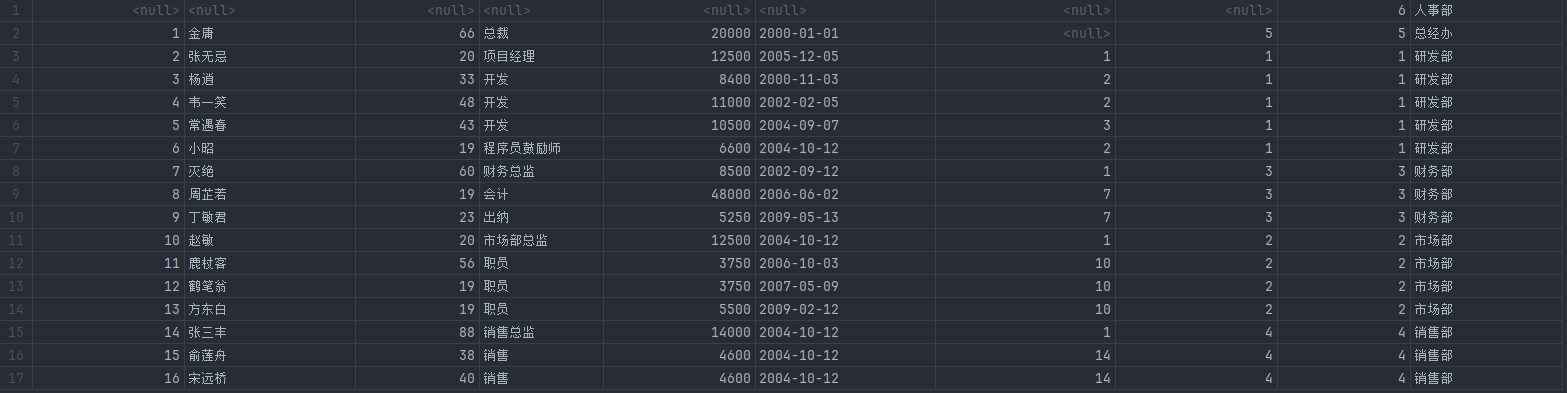 1 <null> <null> <null> <null> <null> <null> <null> <null> 6 人事部
2 1 金庸 66 总裁 20000 2000-01-01 <null> 5 5 总经办
3 2 张无忌 20 项目经理 12500 2005-12-05 1 1 1 研发部
4 3 杨逍 33 开发 8400 2000-11-03 2 1 1 研发部
5 4 韦一笑 48 开发 11000 2002-02-05 2 1 1 研发部
6 5 常遇春 43 开发 10500 2004-09-07 3 1 1 研发部
7 6 小昭 19 程序员鼓励师 6600 2004-10-12 2 1 1 研发部
8 7 灭绝 60 财务总监 8500 2002-09-12 1 3 3 财务部
9 8 周芷若 19 会计 48000 2006-06-02 7 3 3 财务部
10 9 丁敏君 23 出纳 5250 2009-05-13 7 3 3 财务部
11 10 赵敏 20 市场部总监 12500 2004-10-12 1 2 2 市场部
12 11 鹿杖客 56 职员 3750 2006-10-03 10 2 2 市场部
13 12 鹤笔翁 19 职员 3750 2007-05-09 10 2 2 市场部
14 13 方东白 19 职员 5500 2009-02-12 10 2 2 市场部
15 14 张三丰 88 销售总监 14000 2004-10-12 1 4 4 销售部
16 15 俞莲舟 38 销售 4600 2004-10-12 14 4 4 销售部
17 16 宋远桥 40 销售 4600 2004-10-12 14 4 4 销售部